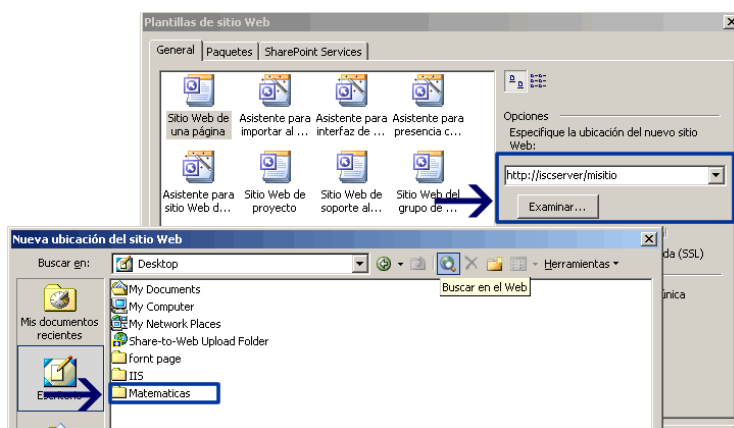 Plantillas de sitio Web
General
Paquetes
SharePoint Services
Sitio Web de
una página
Asistente para
importar al ...
Asistente para
interfaz de ...
Asistente para
presencia c...
Asistente para
sitio Web d...
Sitio Web de
proyecto
Sitio Web de
soporte al...
Sitio Web del
grupo de ...
Opciones
Especifique la ubicación del nuevo sitio
Web:
http://iscserver/misitio
Examinar...
da (SSL)
única
Nueva ubicación del sitio Web
Buscar en:
Desktop
Herramientas
Buscar en el Web
Mis documentos
recientes
Escritorio
My Documents
My Computer
My Network Places
Share-to-Web Upload Folder
fornt page
IIS
Matematicas